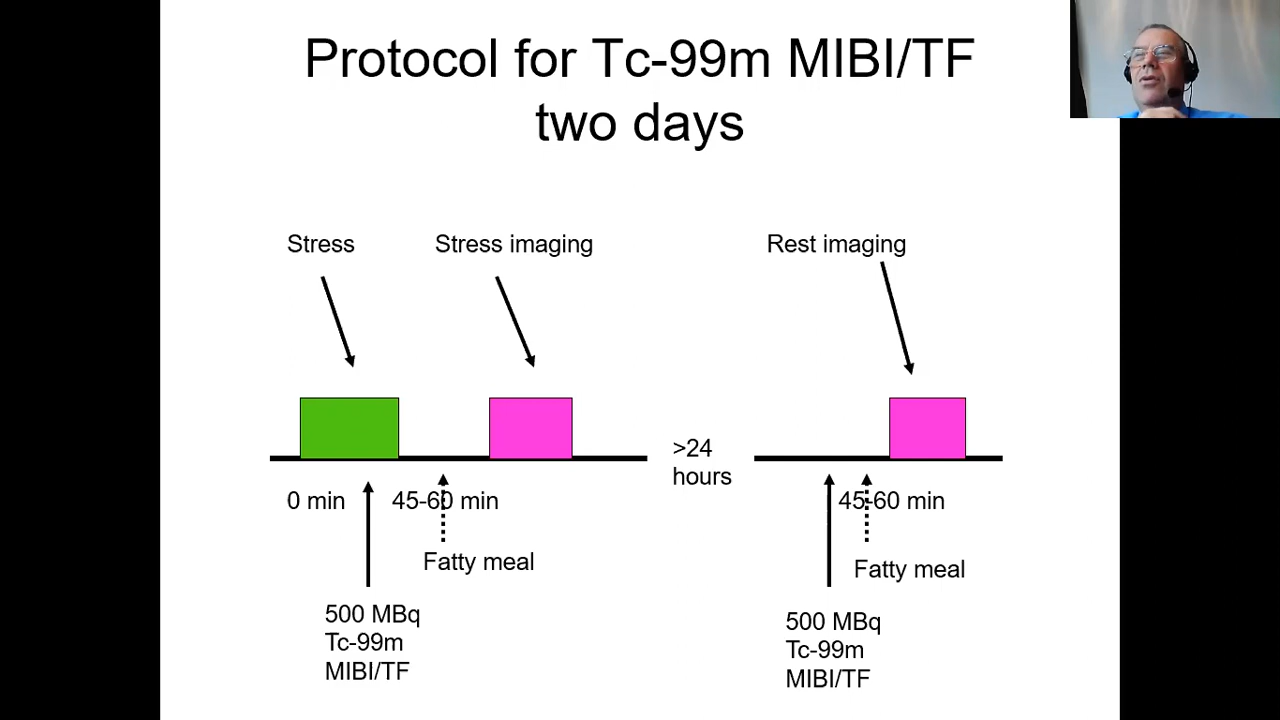 Protocol for Tc-99m MIBI/TF
two days
Stress
Stress imaging
Rest imaging
>24
hours
0 min
45-60 min
45-60 min
Fatty meal
Fatty meal
500 MBq
Tc-99m
MIBI/TF
500 MBq
Tc-99m
MIBI/TF